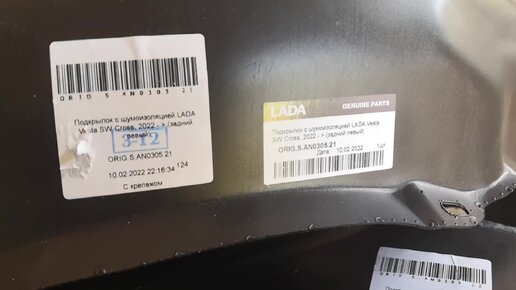 ORIG.S.AN0305.21
Подкрылок с шумоизоляцией LADA
Vesta SW Cross, 2022 - > (задний
левый)
3-12
ORIG.S.AN0305.21
10.02.2022 22:16:34
124
С крепежом
LADA
GENUINE PARTS
Подкрылок с шумоизоляцией LADA Vesta
SW Cross, 2022 - > (задний левый)
ORIG.S.AN0305.21
Дата: 10.02.2022
1шт